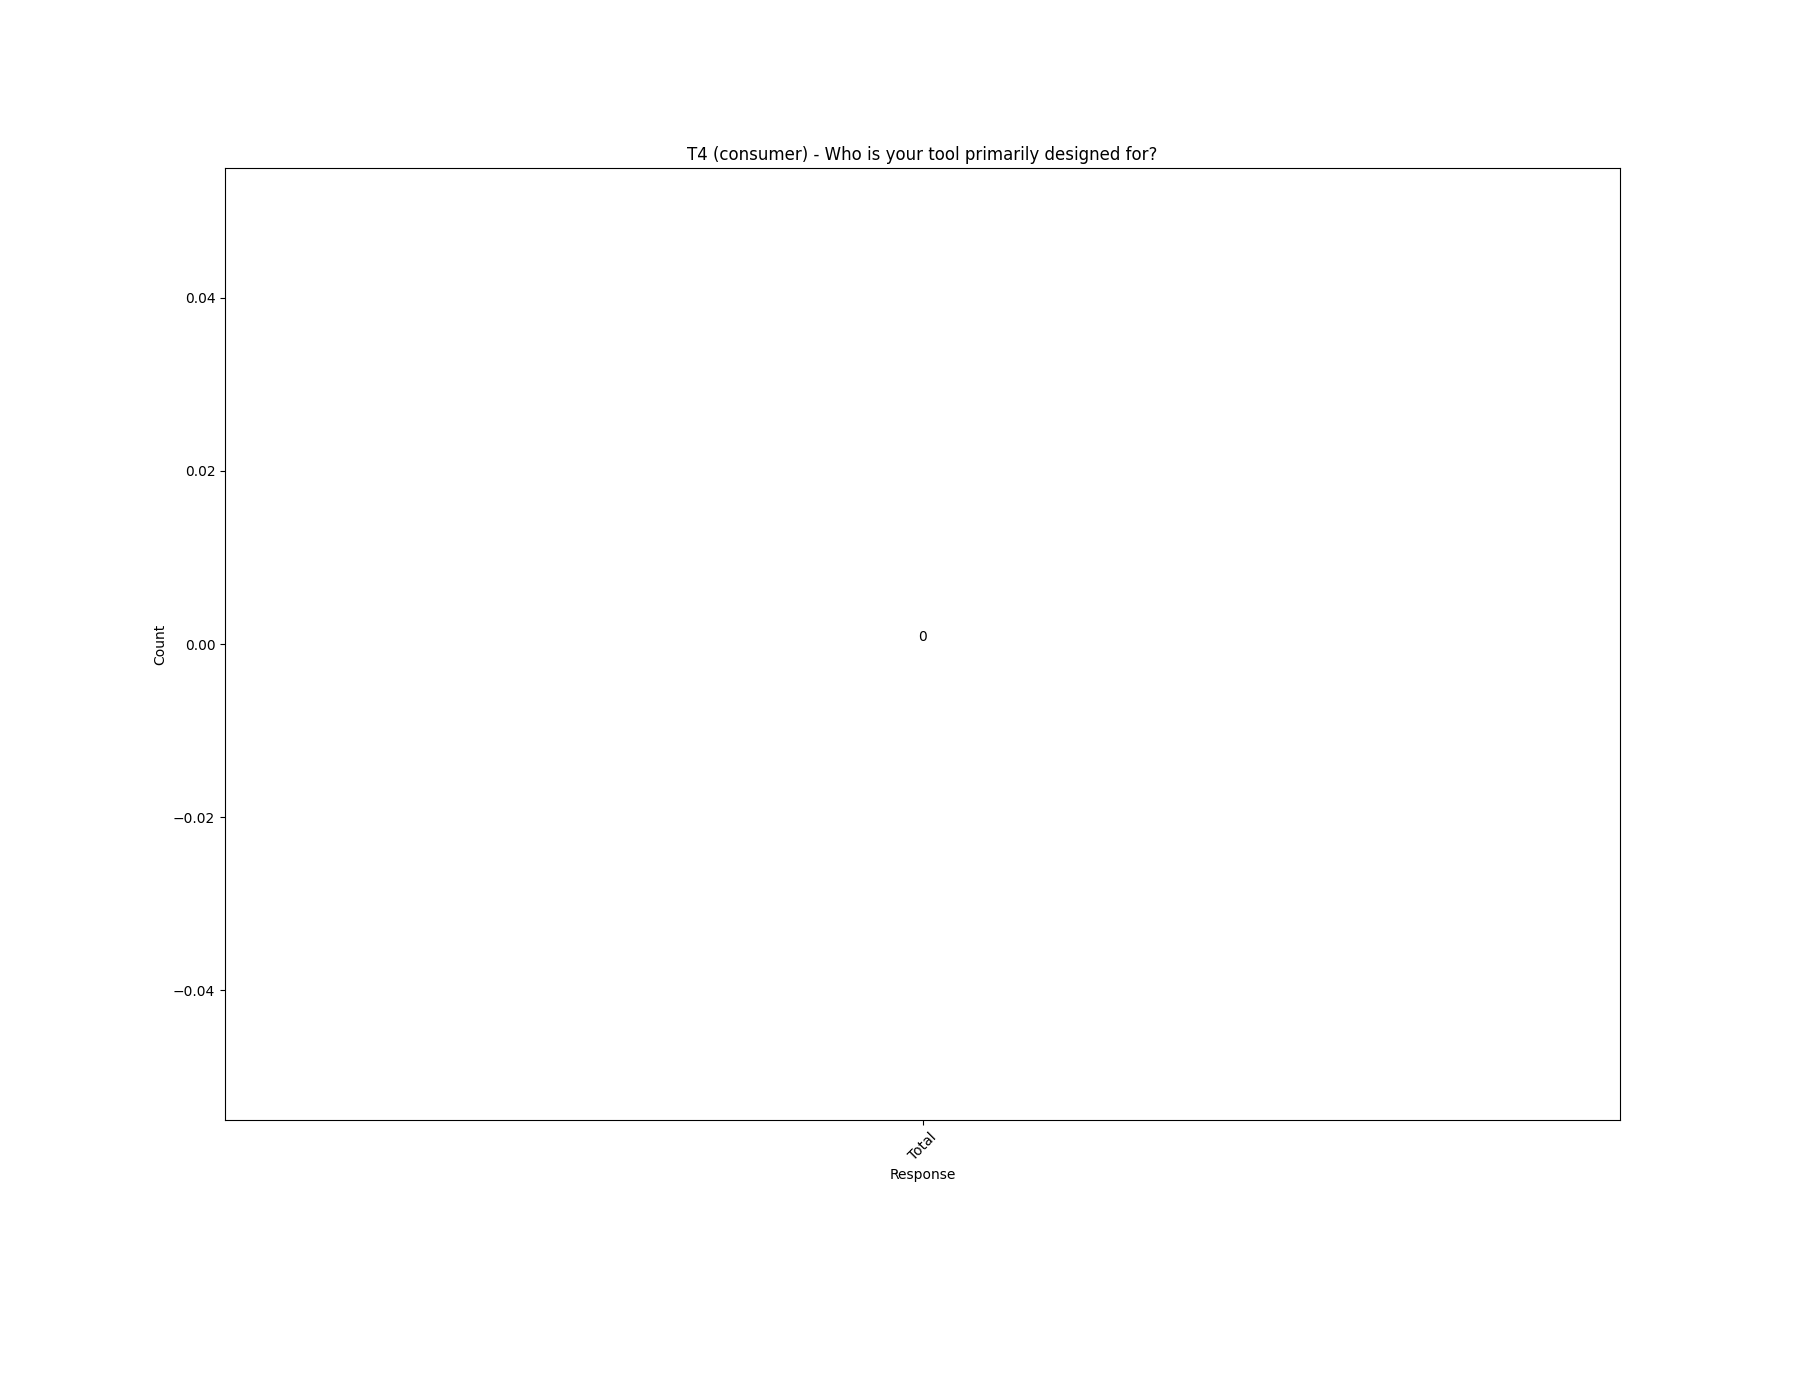 T4 (consumer) - Who is your tool primarily designed for?
0.04
0.02
0.00
−0.02
−0.04
Count
0
Total
Response